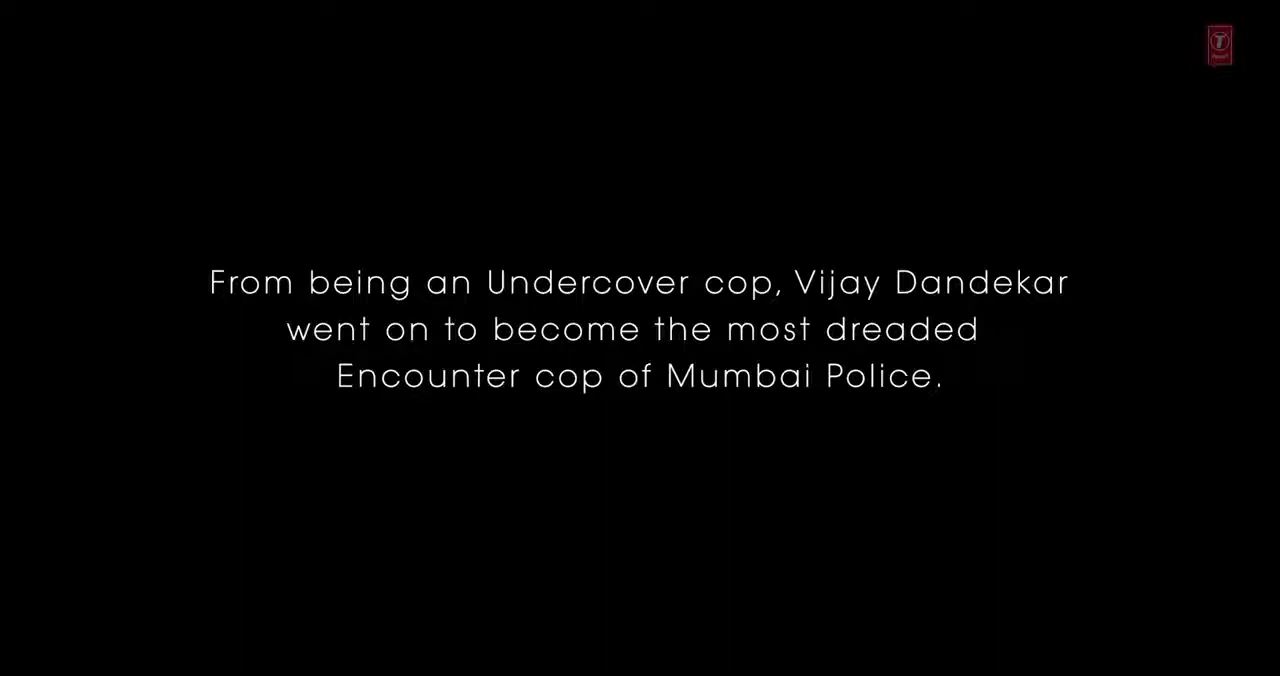 From being an Undercover cop, Vijay Dandekar
went on to become the most dreaded
Encounter cop of Mumbai Police.